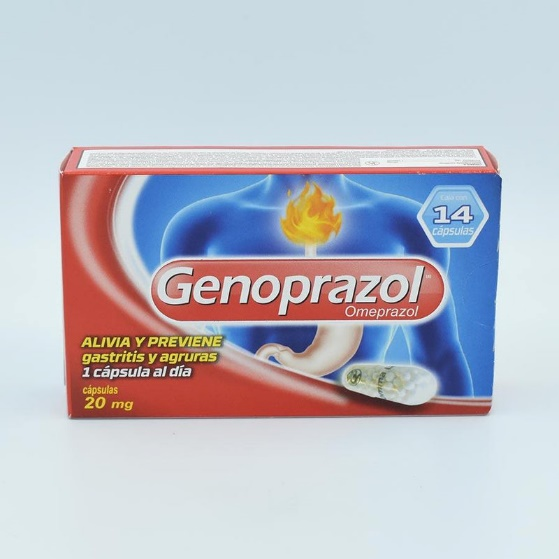 14
cápsulas
Genoprazol
Omeprazol
ALIVIA Y PREVIENE
gastritis y agruras
1 cápsula al día
cápsulas
20 mg